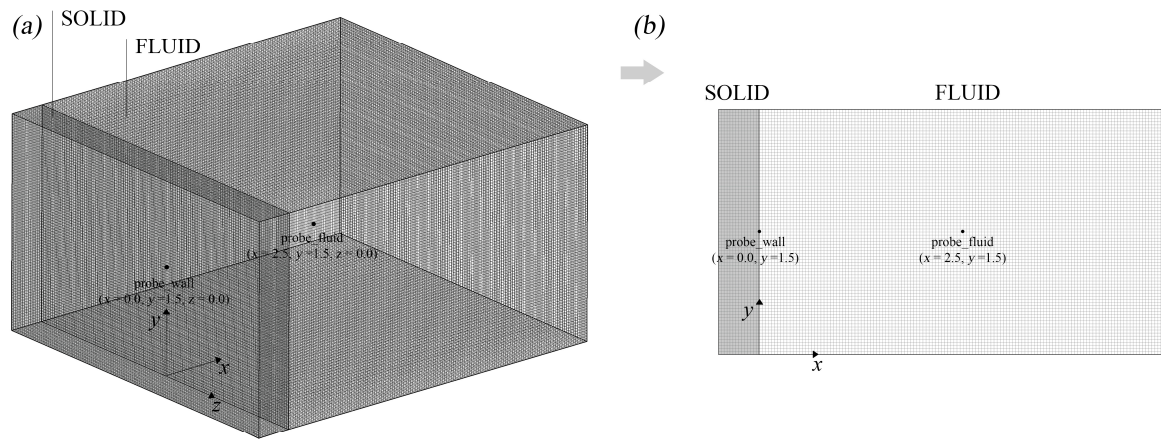 (a)
SOLID
FLUID
probe_fluid
(x = 2.5, y =1.5, z = 0.0)
probe_wall
(x = 0.0, y =1.5, z = 0.0)
y
x
z
(b)
SOLID
FLUID
probe_wall
(x = 0.0, y =1.5)
probe_fluid
(x = 2.5, y =1.5)
y
x